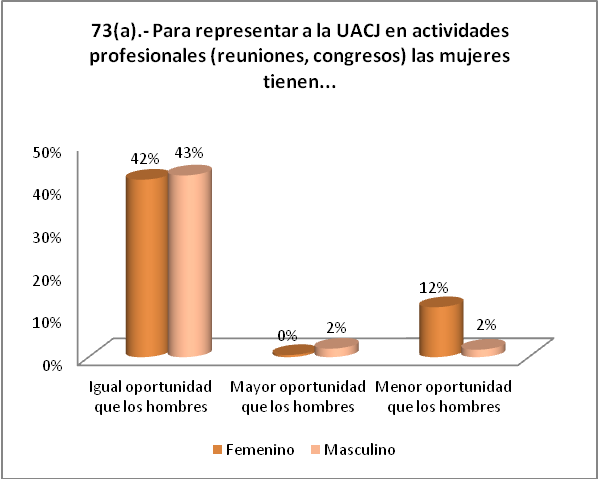 73(a).- Para representar a la UACJ en actividades
profesionales (reuniones, congresos) las mujeres
tienen...
50%
40%
30%
20%
10%
0%
42%
43%
0%
2%
12%
2%
Igual oportunidad
que los hombres
Mayor oportunidad
que los hombres
Menor oportunidad
que los hombres
Femenino
Masculino